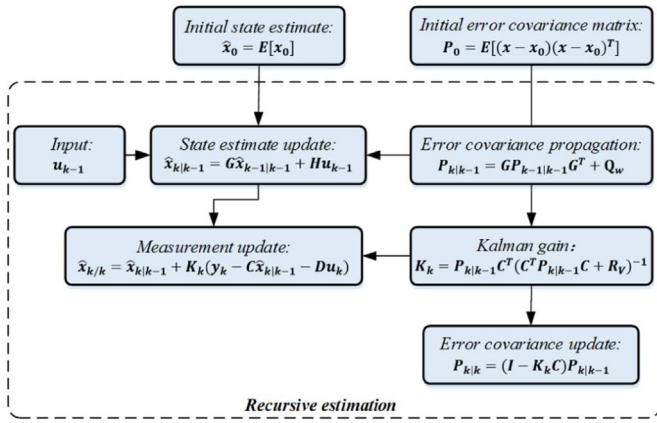 Initial state estimate:
x̂₀ = E[x₀]
Initial error covariance matrix:
P₀ = E[(x − x₀)(x − x₀)ᵀ]
Input:
uₖ₋₁
State estimate update:
x̂ₖ|ₖ₋₁ = Gx̂ₖ₋₁|ₖ₋₁ + Huₖ₋₁
Error covariance propagation:
Pₖ|ₖ₋₁ = GPₖ₋₁|ₖ₋₁Gᵀ + Q_w
Measurement update:
x̂ₖ/ₖ = x̂ₖ|ₖ₋₁ + Kₖ(yₖ − Cx̂ₖ|ₖ₋₁ − Duₖ)
Kalman gain：
Kₖ = Pₖ|ₖ₋₁Cᵀ(CᵀPₖ|ₖ₋₁C + R_V)⁻¹
Error covariance update:
Pₖ|ₖ = (I − KₖC)Pₖ|ₖ₋₁
Recursive estimation